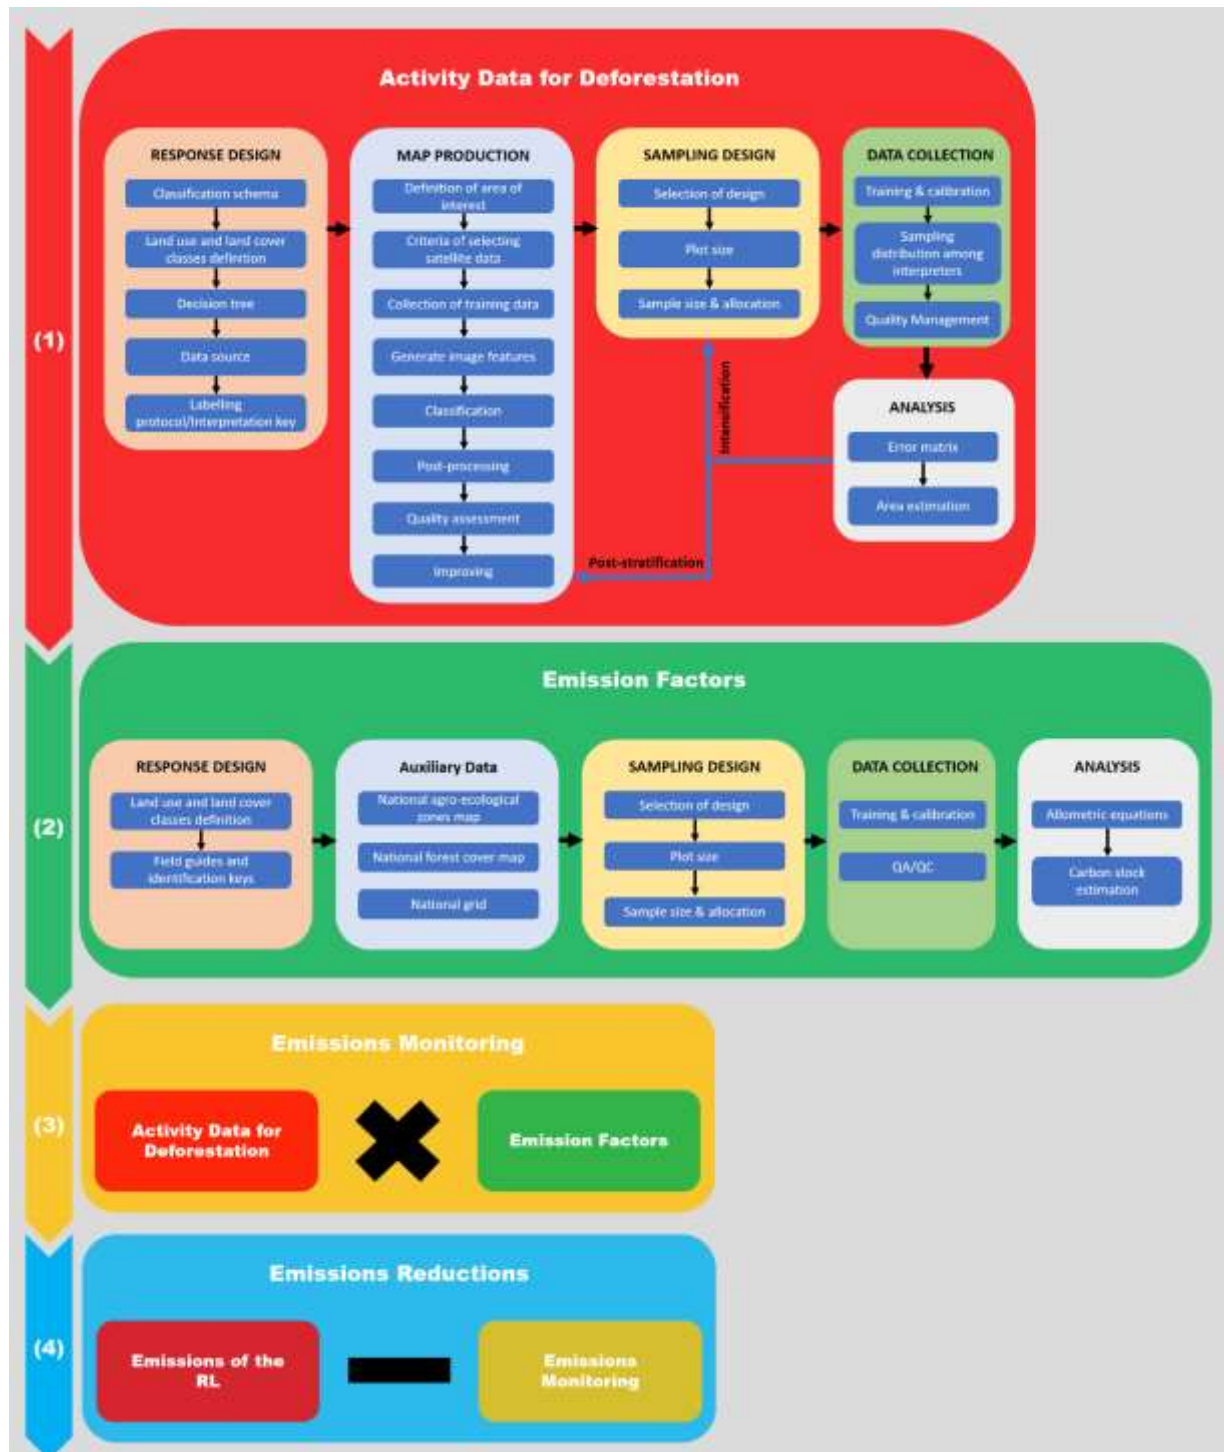 (1)
Activity Data for Deforestation
RESPONSE DESIGN
Classification schema
Land use and land cover
classes definition
Decision tree
Data source
Labelling
protocol/Interpretation key
MAP PRODUCTION
Definition of area of
interest
Criteria of selecting
satellite data
Collection of training data
Generate image features
Classification
Post-processing
Quality assessment
Improving
SAMPLING DESIGN
Selection of design
Plot size
Sample size & allocation
DATA COLLECTION
Training & calibration
Sampling
distribution among
interpreters
Quality Management
ANALYSIS
Error matrix
Area estimation
Intensification
Post-stratification
(2)
Emission Factors
RESPONSE DESIGN
Land use and land cover
classes definition
Field guides and
identification keys
Auxiliary Data
National agro-ecological
zones map
National forest cover map
National grid
SAMPLING DESIGN
Selection of design
Plot size
Sample size & allocation
DATA COLLECTION
Training & calibration
QA/QC
ANALYSIS
Allometric equations
Carbon stock
estimation
(3)
Emissions Monitoring
Activity Data for
Deforestation
Emission Factors
(4)
Emissions Reductions
Emissions of the
RL
Emissions
Monitoring